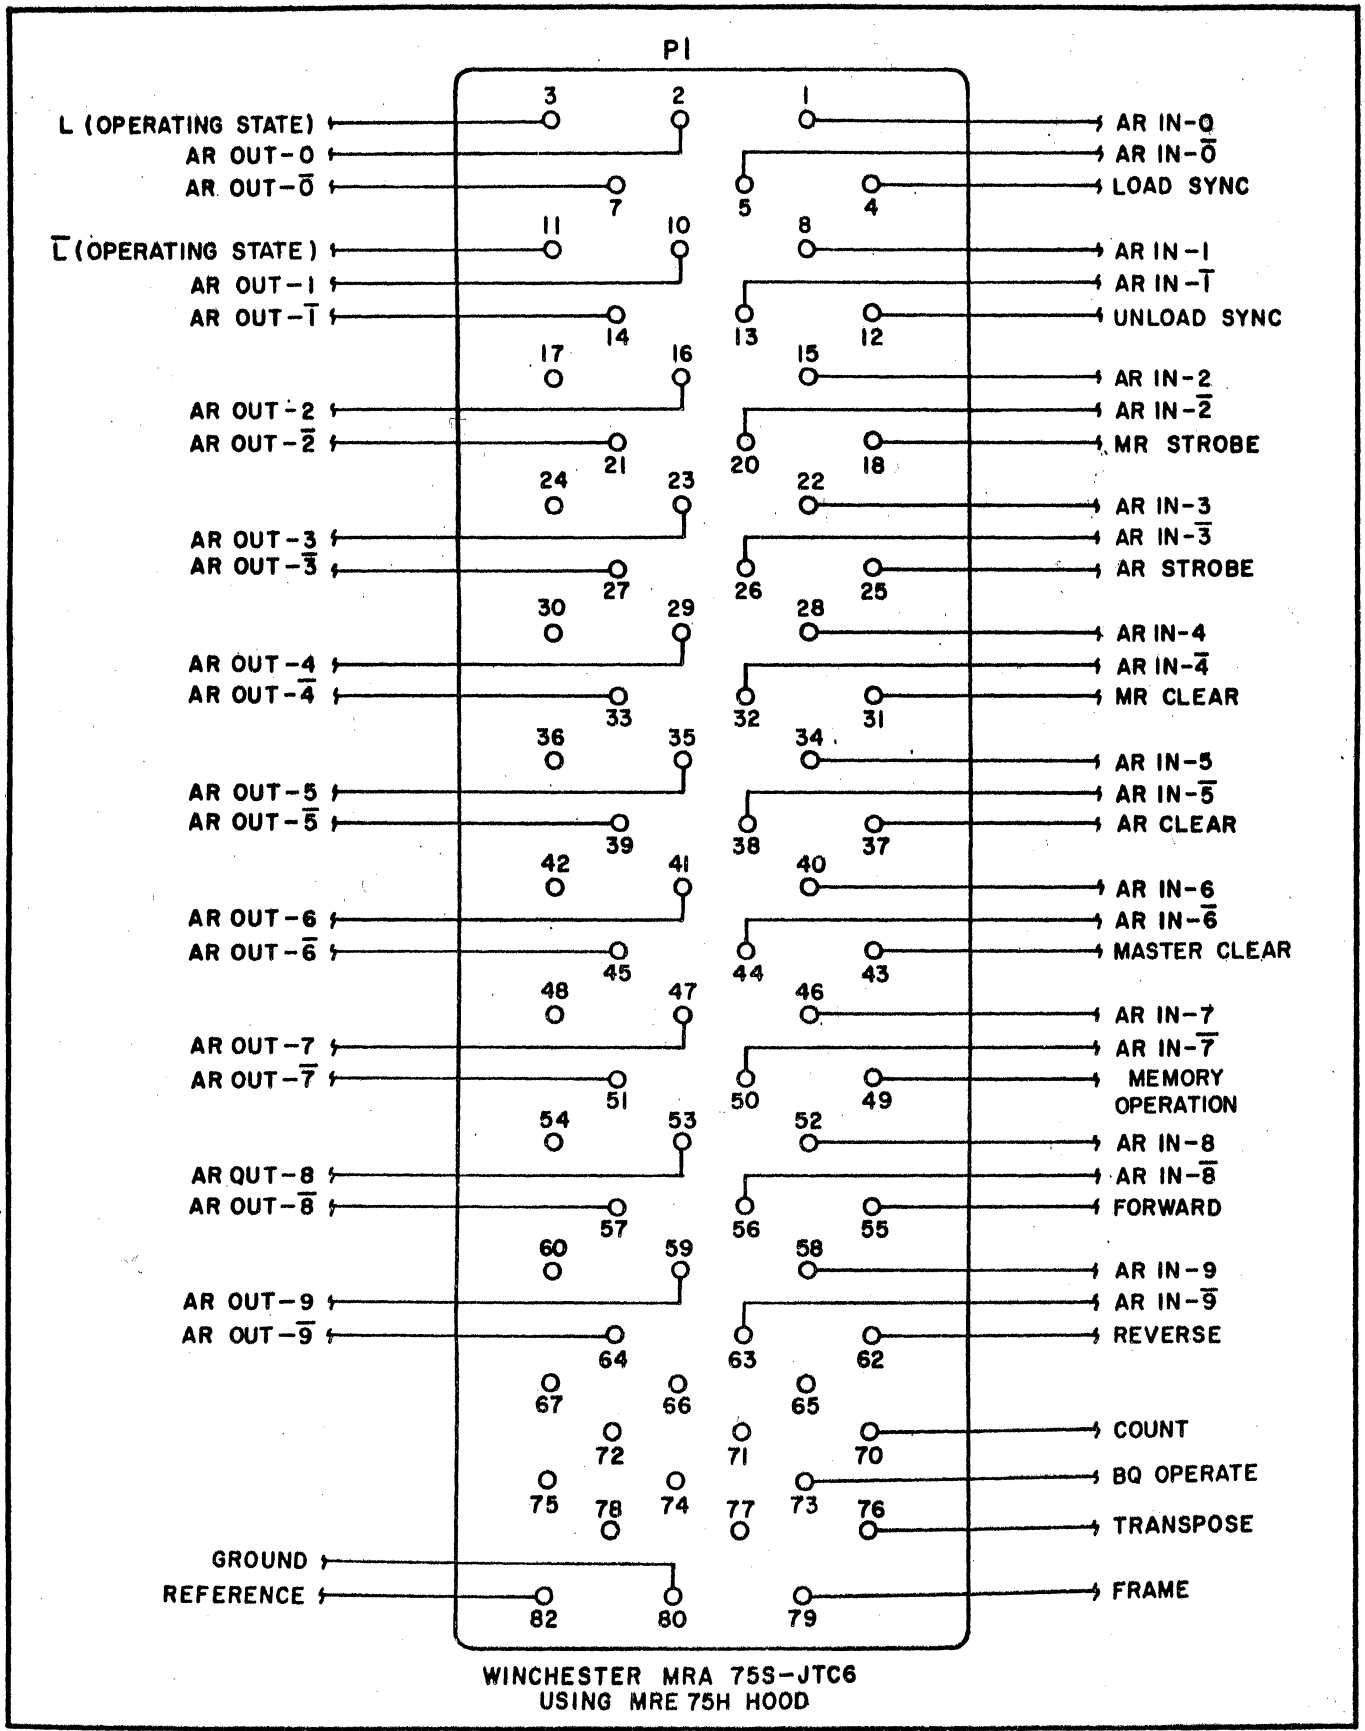 P1
3 2 1
L (OPERATING STATE) AR IN-0
AR OUT-0 AR IN-0̅
AR OUT-0̅ LOAD SYNC
7 5 4
11 10 8
L̅ (OPERATING STATE) AR IN-1
AR OUT-1 AR IN-1̅
AR OUT-1̅ UNLOAD SYNC
14 13 12
17 16 15
AR IN-2
AR OUT-2 AR IN-2̅
AR OUT-2̅ MR STROBE
21 20 18
24 23 22
AR IN-3
AR OUT-3 AR IN-3̅
AR OUT-3̅ AR STROBE
27 26 25
30 29 28
AR IN-4
AR OUT-4 AR IN-4̅
AR OUT-4̅ MR CLEAR
33 32 31
36 35 34
AR IN-5
AR OUT-5 AR IN-5̅
AR OUT-5̅ AR CLEAR
39 38 37
42 41 40
AR IN-6
AR OUT-6 AR IN-6̅
AR OUT-6̅ MASTER CLEAR
45 44 43
48 47 46
AR IN-7
AR OUT-7 AR IN-7̅
AR OUT-7̅ MEMORY
51 50 49 OPERATION
54 53 52
AR IN-8
AR OUT-8 AR IN-8̅
AR OUT-8̅ FORWARD
57 56 55
60 59 58
AR IN-9
AR OUT-9 AR IN-9̅
AR OUT-9̅ REVERSE
64 63 62
67 66 65
COUNT
72 71 70
BQ OPERATE
75 74 73
78 77 76
TRANSPOSE
GROUND
REFERENCE FRAME
82 80 79
WINCHESTER MRA 75S-JTC6
USING MRE 75H HOOD